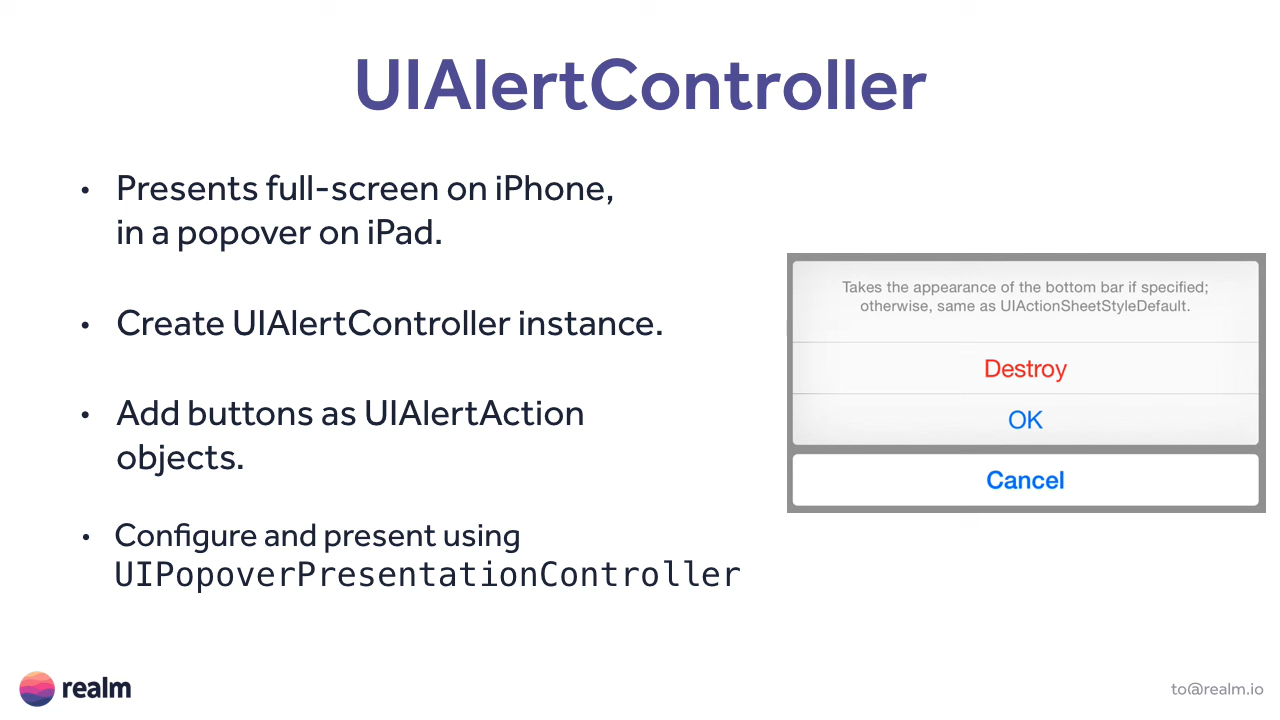 UIAlertController
• Presents full-screen on iPhone,
in a popover on iPad.
• Create UIAlertController instance.
• Add buttons as UIAlertAction
objects.
• Configure and present using
UIPopoverPresentationController
Takes the appearance of the bottom bar if specified;
otherwise, same as UIActionSheetStyleDefault.
Destroy
OK
Cancel
realm
to@realm.io